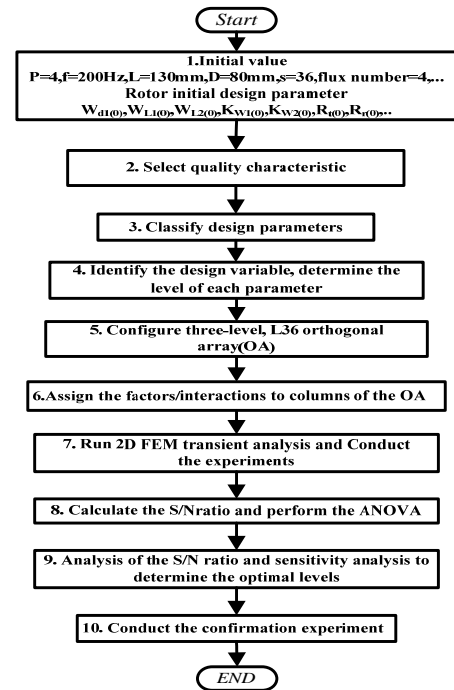 Start
1.Initial value
P=4,f=200Hz,L=130mm,D=80mm,s=36,flux number=4,...
Rotor initial design parameter
Wd1(0),WL1(0),WL2(0),KW1(0),KW2(0),Rt(0),Rr(0),..
2. Select quality characteristic
3. Classify design parameters
4. Identify the design variable, determine the
level of each parameter
5. Configure three-level, L36 orthogonal
array(OA)
6.Assign the factors/interactions to columns of the OA
7. Run 2D FEM transient analysis and Conduct
the experiments
8. Calculate the S/Nratio and perform the ANOVA
9. Analysis of the S/N ratio and sensitivity analysis to
determine the optimal levels
10. Conduct the confirmation experiment
END